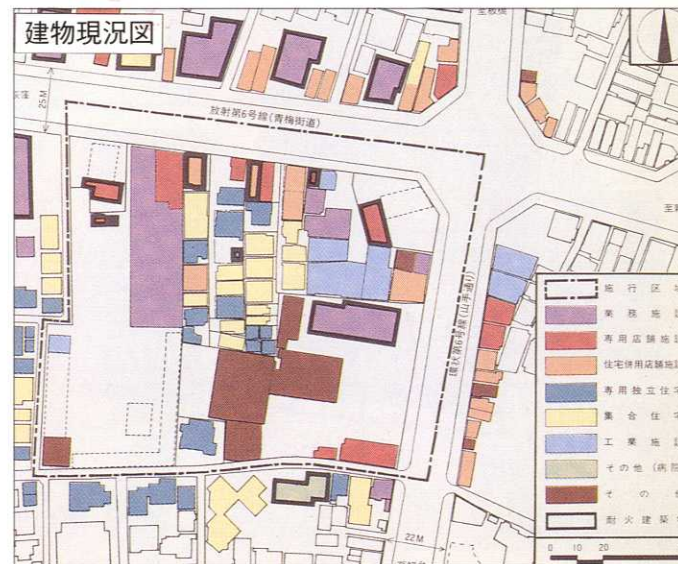 建物現況図
至板橋
25M
放射第6号線(青梅街道)
環状第6号線(山手通り)
22M
施行区
業務施
専用店舗施
住宅併用店舗施
専用独立住
集合住
工業施
その他(病院
その
耐火建築
0 10 20